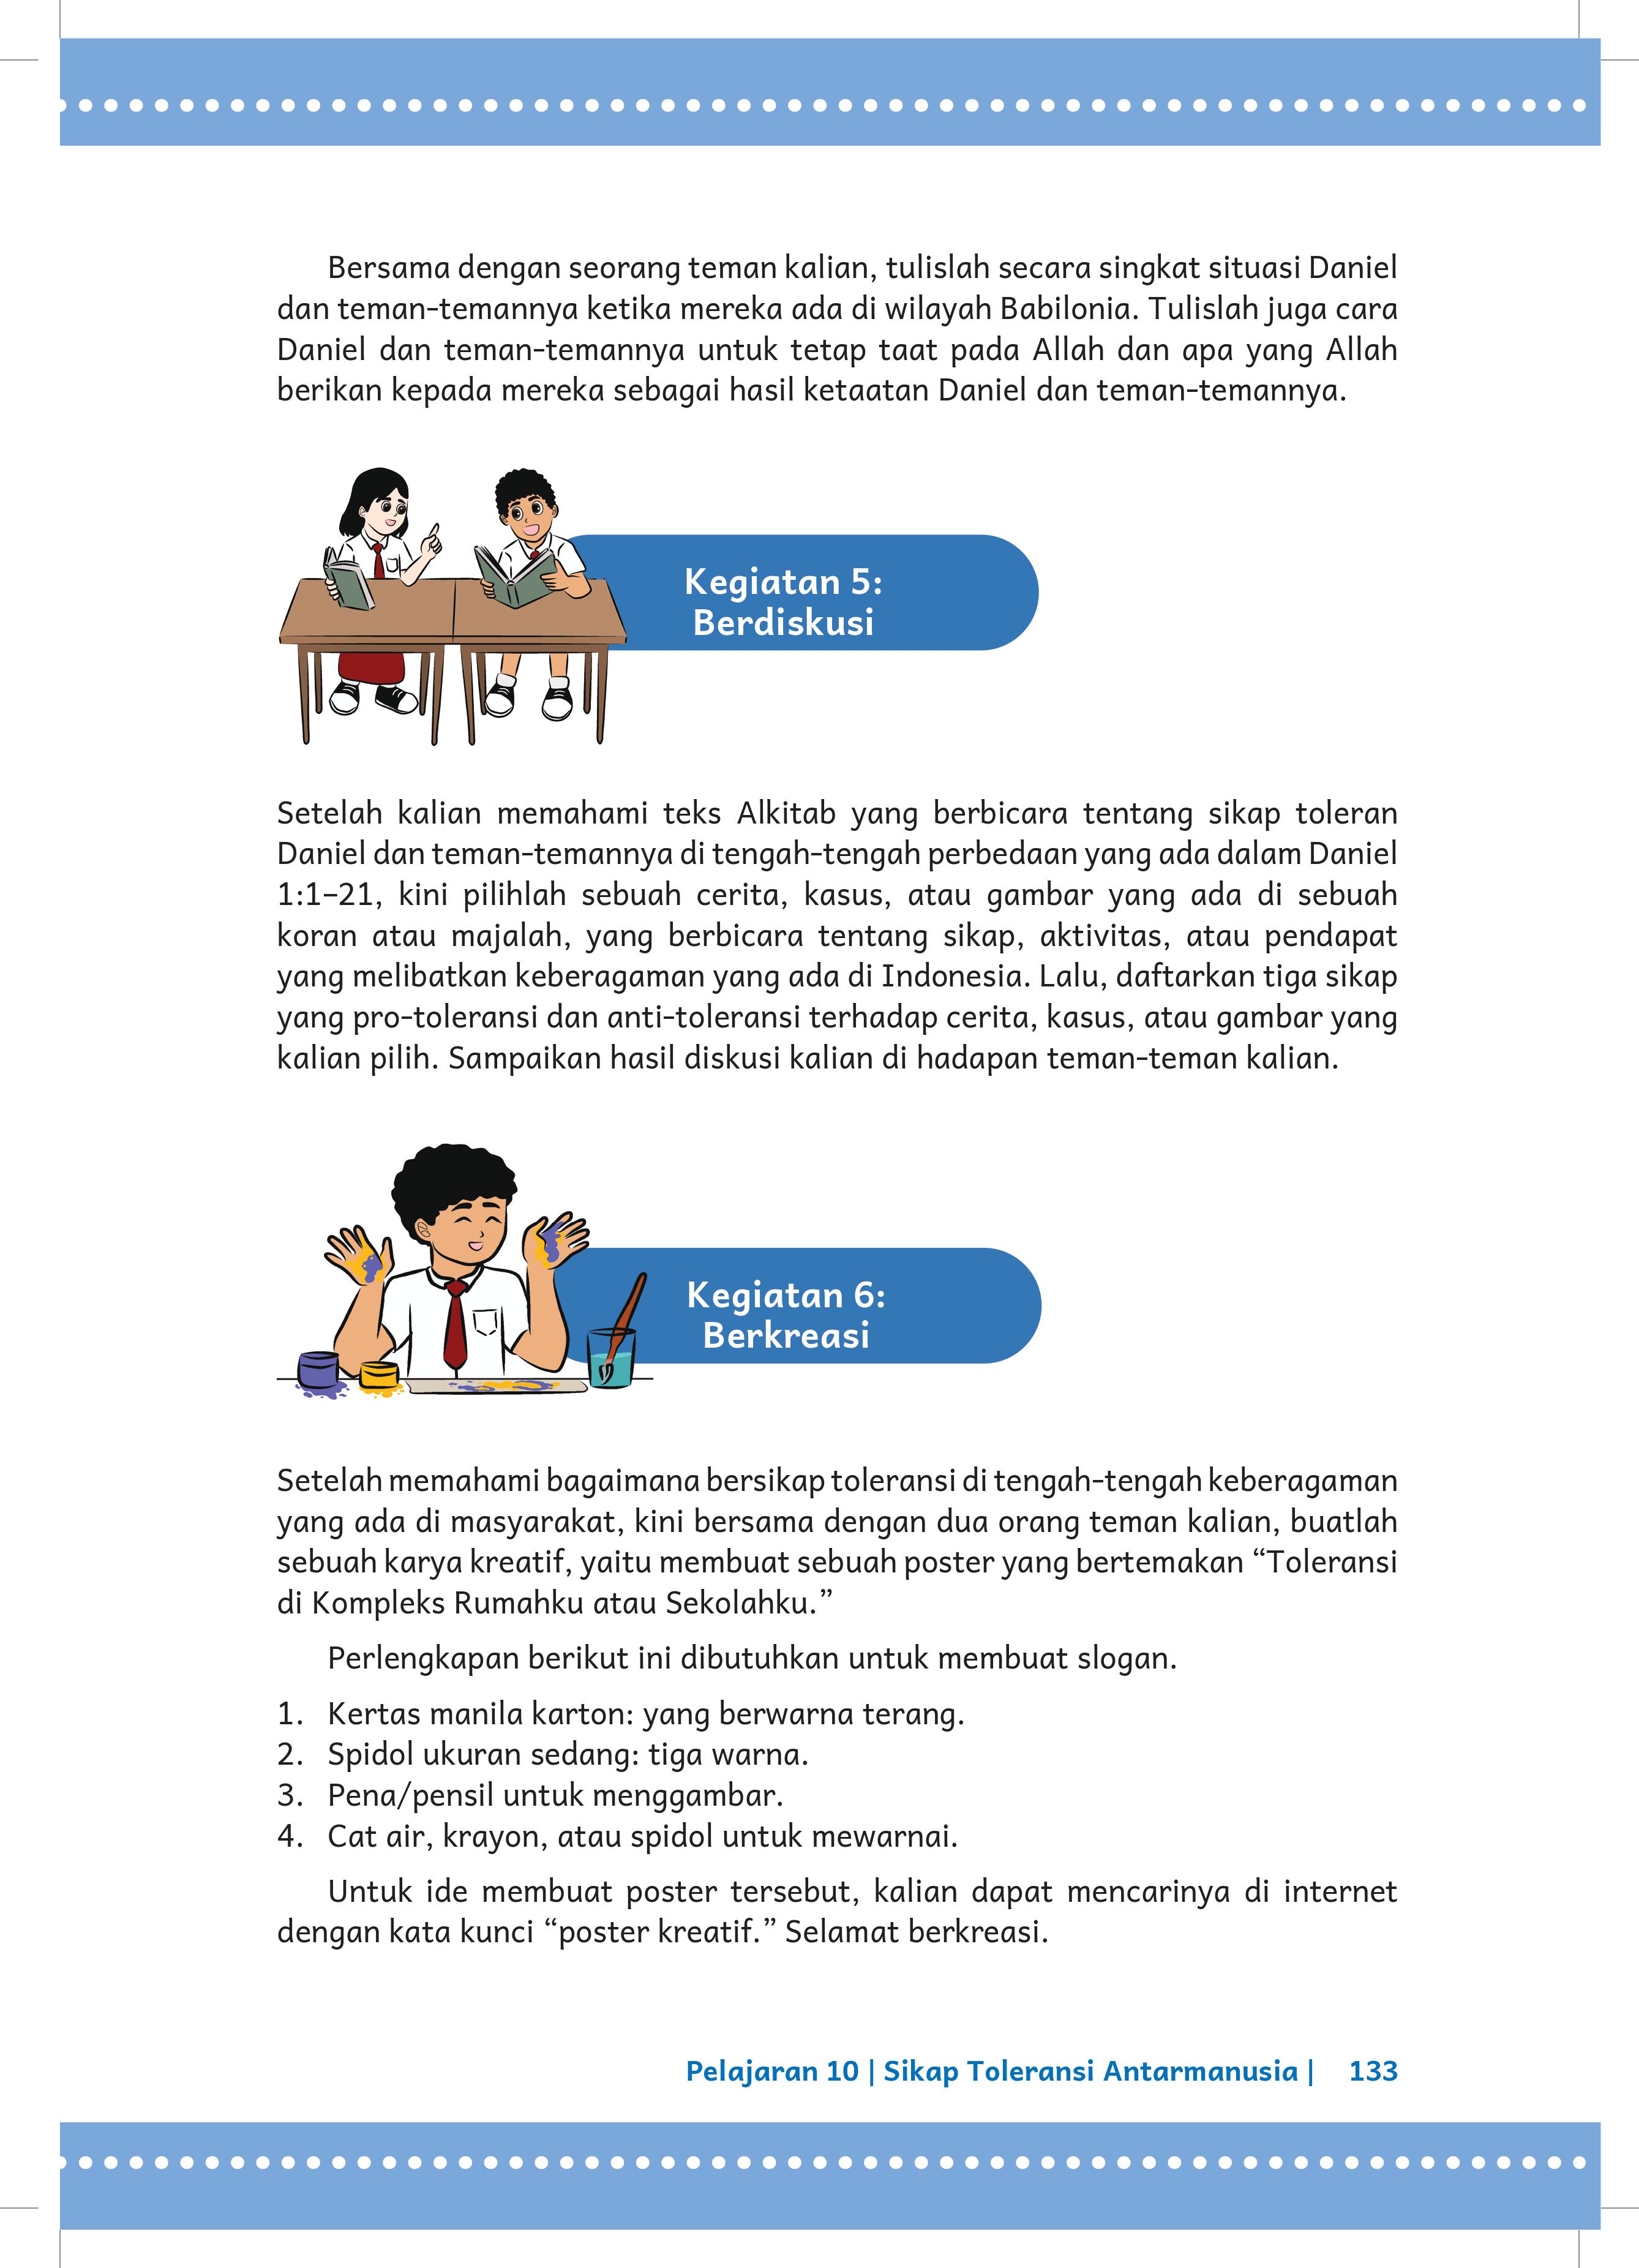 Bersama dengan seorang teman kalian, tulislah secara singkat situasi Daniel
dan teman-temannya ketika mereka ada di wilayah Babilonia. Tulislah juga cara
Daniel dan teman-temannya untuk tetap taat pada Allah dan apa yang Allah
berikan kepada mereka sebagai hasil ketaatan Daniel dan teman-temannya.
Kegiatan 5:
Berdiskusi
Setelah kalian memahami teks Alkitab yang berbicara tentang sikap toleran
Daniel dan teman-temannya di tengah-tengah perbedaan yang ada dalam Daniel
1:1–21, kini pilihlah sebuah cerita, kasus, atau gambar yang ada di sebuah
koran atau majalah, yang berbicara tentang sikap, aktivitas, atau pendapat
yang melibatkan keberagaman yang ada di Indonesia. Lalu, daftarkan tiga sikap
yang pro-toleransi dan anti-toleransi terhadap cerita, kasus, atau gambar yang
kalian pilih. Sampaikan hasil diskusi kalian di hadapan teman-teman kalian.
Kegiatan 6:
Berkreasi
Setelah memahami bagaimana bersikap toleransi di tengah-tengah keberagaman
yang ada di masyarakat, kini bersama dengan dua orang teman kalian, buatlah
sebuah karya kreatif, yaitu membuat sebuah poster yang bertemakan “Toleransi
di Kompleks Rumahku atau Sekolahku.”
Perlengkapan berikut ini dibutuhkan untuk membuat slogan.
1. Kertas manila karton: yang berwarna terang.
2. Spidol ukuran sedang: tiga warna.
3. Pena/pensil untuk menggambar.
4. Cat air, krayon, atau spidol untuk mewarnai.
Untuk ide membuat poster tersebut, kalian dapat mencarinya di internet
dengan kata kunci “poster kreatif.” Selamat berkreasi.
Pelajaran 10 | Sikap Toleransi Antarmanusia | 133